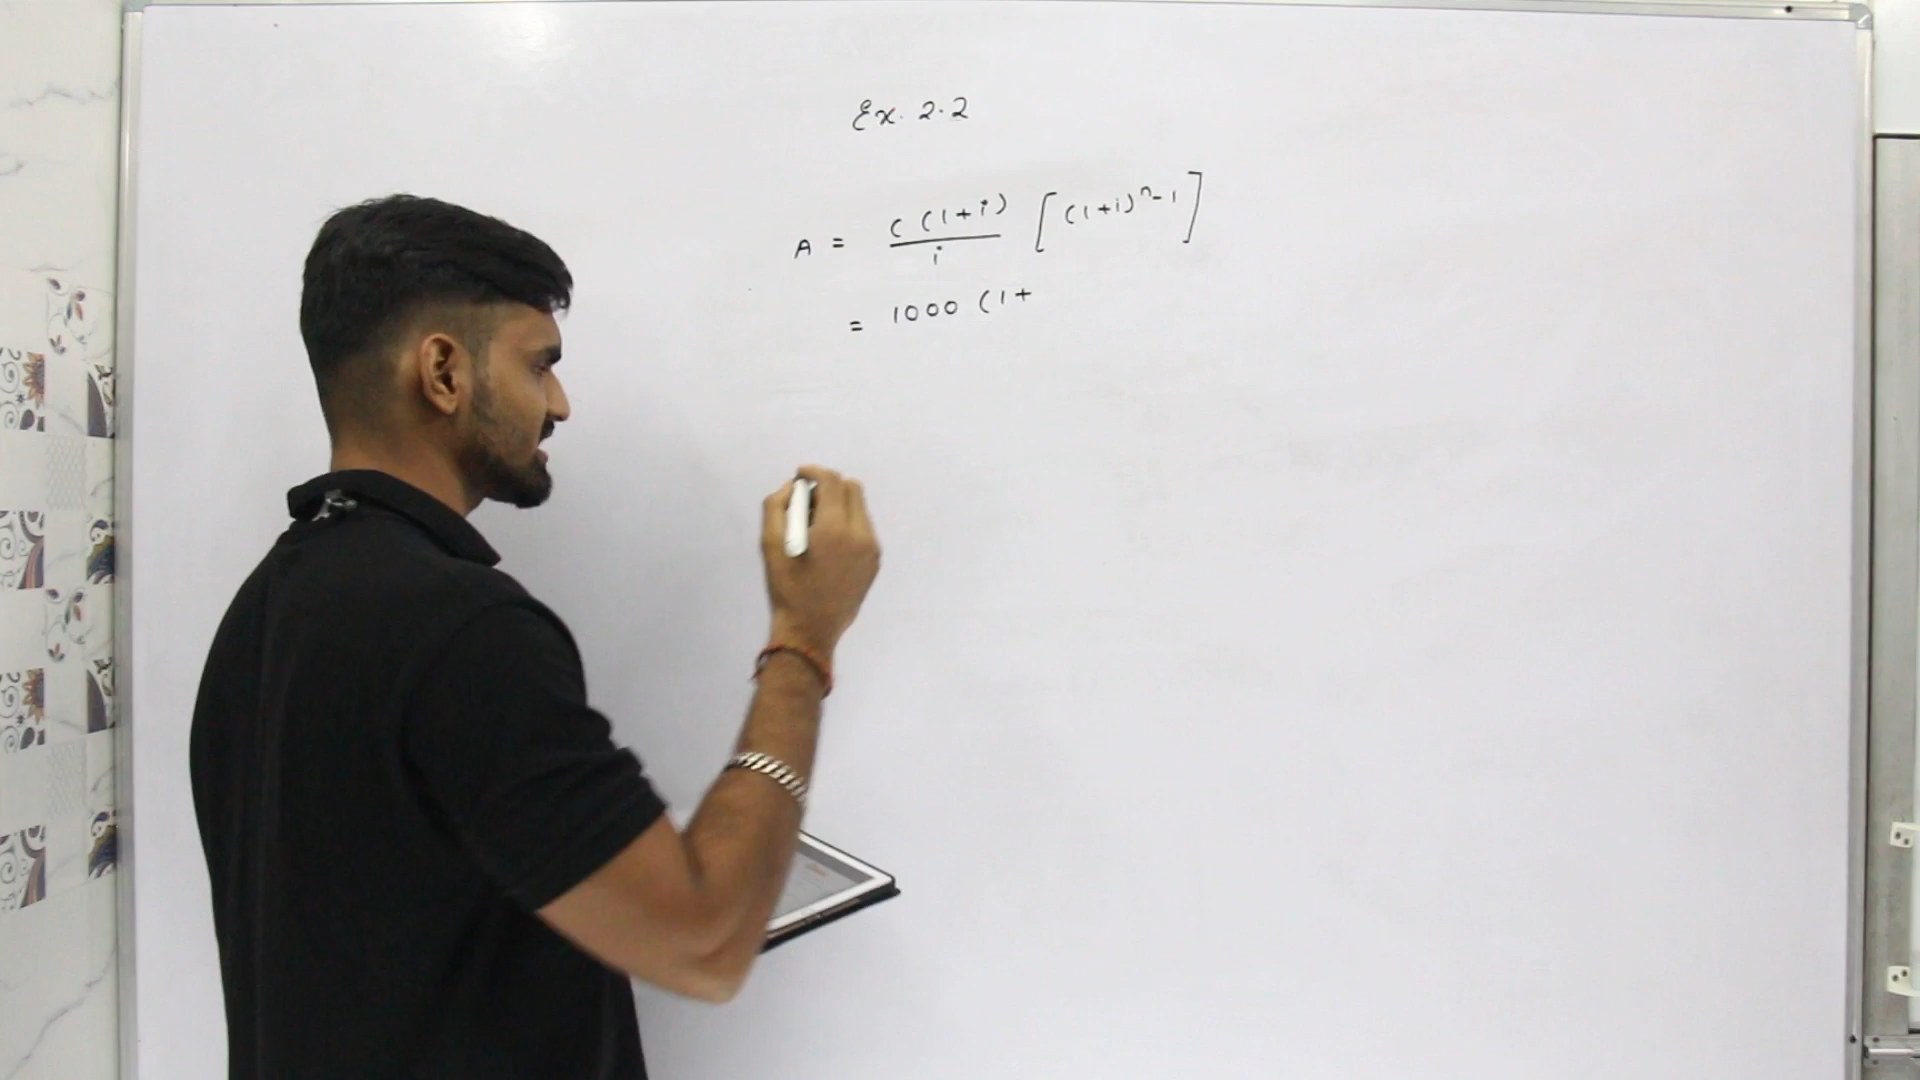 Ex. 2.2
A = C (1+i) / i [(1+i)^n - 1]
= 1000 (1+